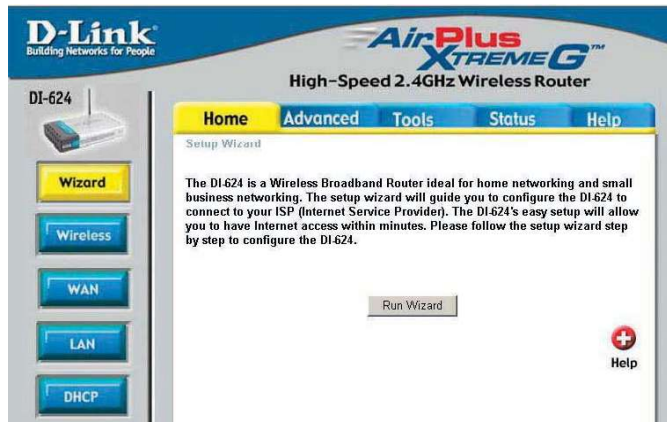 D-Link
Building Networks for People
AirPlus
XTREME G™
High-Speed 2.4GHz Wireless Router
DI-624
Home Advanced Tools Status Help
Setup Wizard
Wizard
The DI-624 is a Wireless Broadband Router ideal for home networking and small
business networking. The setup wizard will guide you to configure the DI-624 to
connect to your ISP (Internet Service Provider). The DI-624's easy setup will allow
you to have Internet access within minutes. Please follow the setup wizard step
by step to configure the DI-624.
Wireless
WAN
Run Wizard
LAN
Help
DHCP